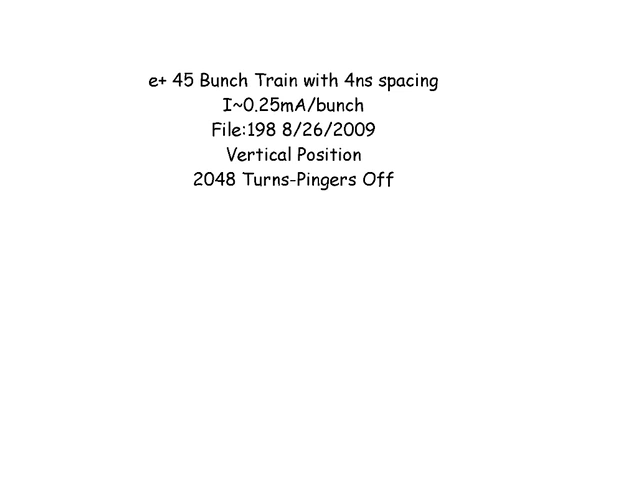 e+ 45 Bunch Train with 4ns spacing
I~0.25mA/bunch
File:198 8/26/2009
Vertical Position
2048 Turns-Pingers Off